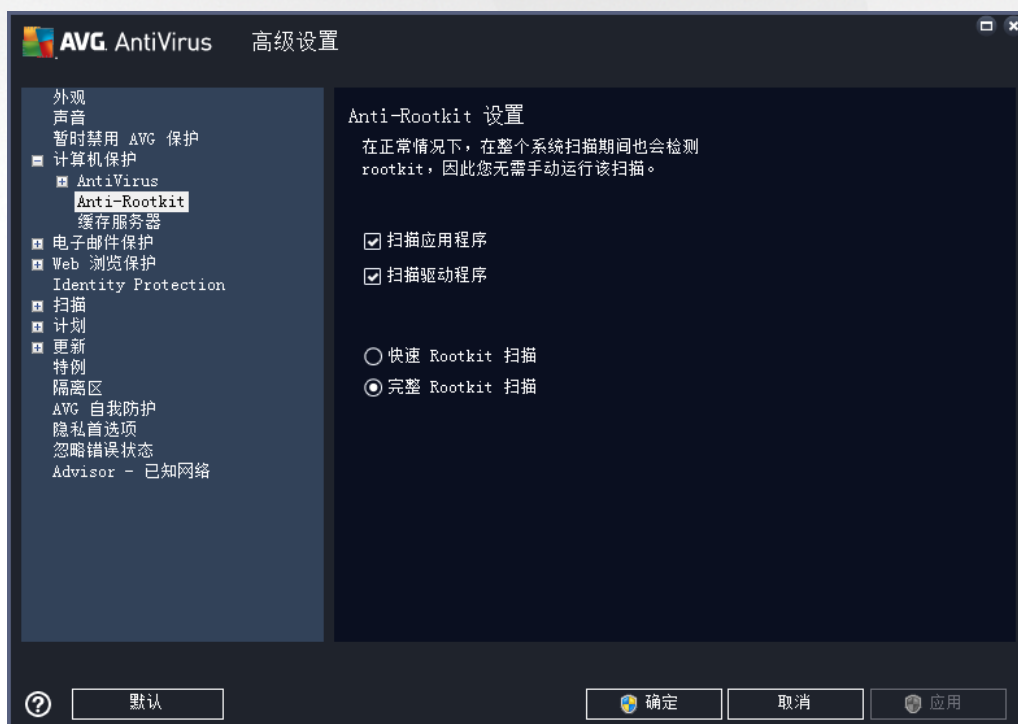 AVG. AntiVirus 高级设置
外观
声音
暂时禁用 AVG 保护
计算机保护
AntiVirus
Anti-Rootkit
缓存服务器
电子邮件保护
Web 浏览保护
Identity Protection
扫描
计划
更新
特例
隔离区
AVG 自我防护
隐私首选项
忽略错误状态
Advisor - 已知网络
Anti-Rootkit 设置
在正常情况下，在整个系统扫描期间也会检测
rootkit，因此您无需手动运行该扫描。
扫描应用程序
扫描驱动程序
快速 Rootkit 扫描
完整 Rootkit 扫描
默认
确定
取消
应用